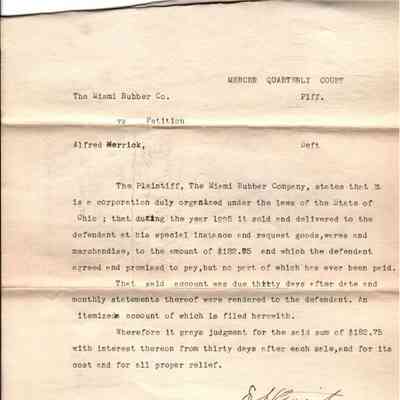 MERCER QUARTERLY COURT
The Miami Rubber Co. Plff.
vs Petition
Alfred Merrick, Deft
The Plaintiff, The Miami Rubber Company, states that it
is a corporation duly organized under the laws of the State of
Ohio ; that during the year it sold and delivered to the
defendant at his special instance and request goods,wares and
marchandise, to the amount of $182.75 and which the defendant
agreed and promised to pay,but no part of which has ever been paid.
That said account was due thirty days after date and
monthly statements thereof were rendered to the defendant. An
itemized account of which is filed herewith.
Wherefore it prays judgment for the said sum of $182.75
with interest thereon from thirty days after each sale,and for its
cost and for all proper relief.